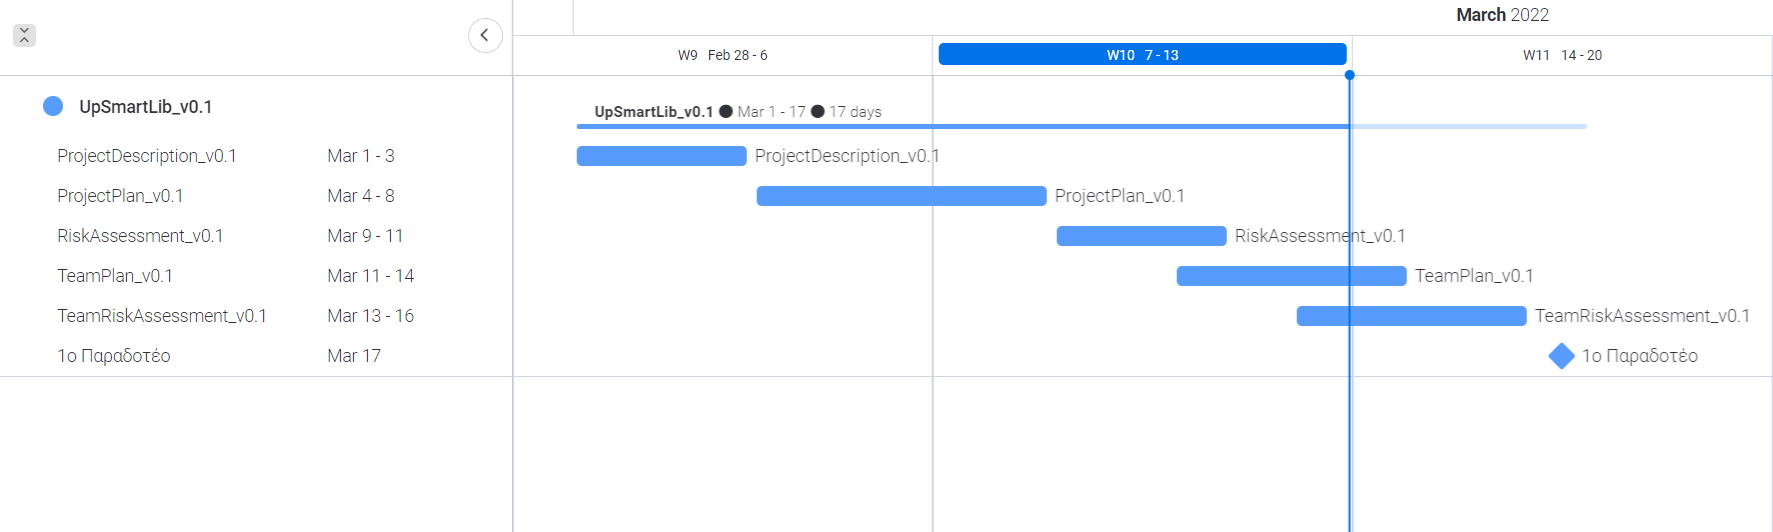 March 2022
W9 Feb 28 - 6 W10 7 - 13 W11 14 - 20
UpSmartLib_v0.1
UpSmartLib_v0.1 ● Mar 1 - 17 ● 17 days
ProjectDescription_v0.1 Mar 1 - 3 ProjectDescription_v0.1
ProjectPlan_v0.1 Mar 4 - 8 ProjectPlan_v0.1
RiskAssessment_v0.1 Mar 9 - 11 RiskAssessment_v0.1
TeamPlan_v0.1 Mar 11 - 14 TeamPlan_v0.1
TeamRiskAssessment_v0.1 Mar 13 - 16 TeamRiskAssessment_v0.1
1ο Παραδοτέο Mar 17 1ο Παραδοτέο